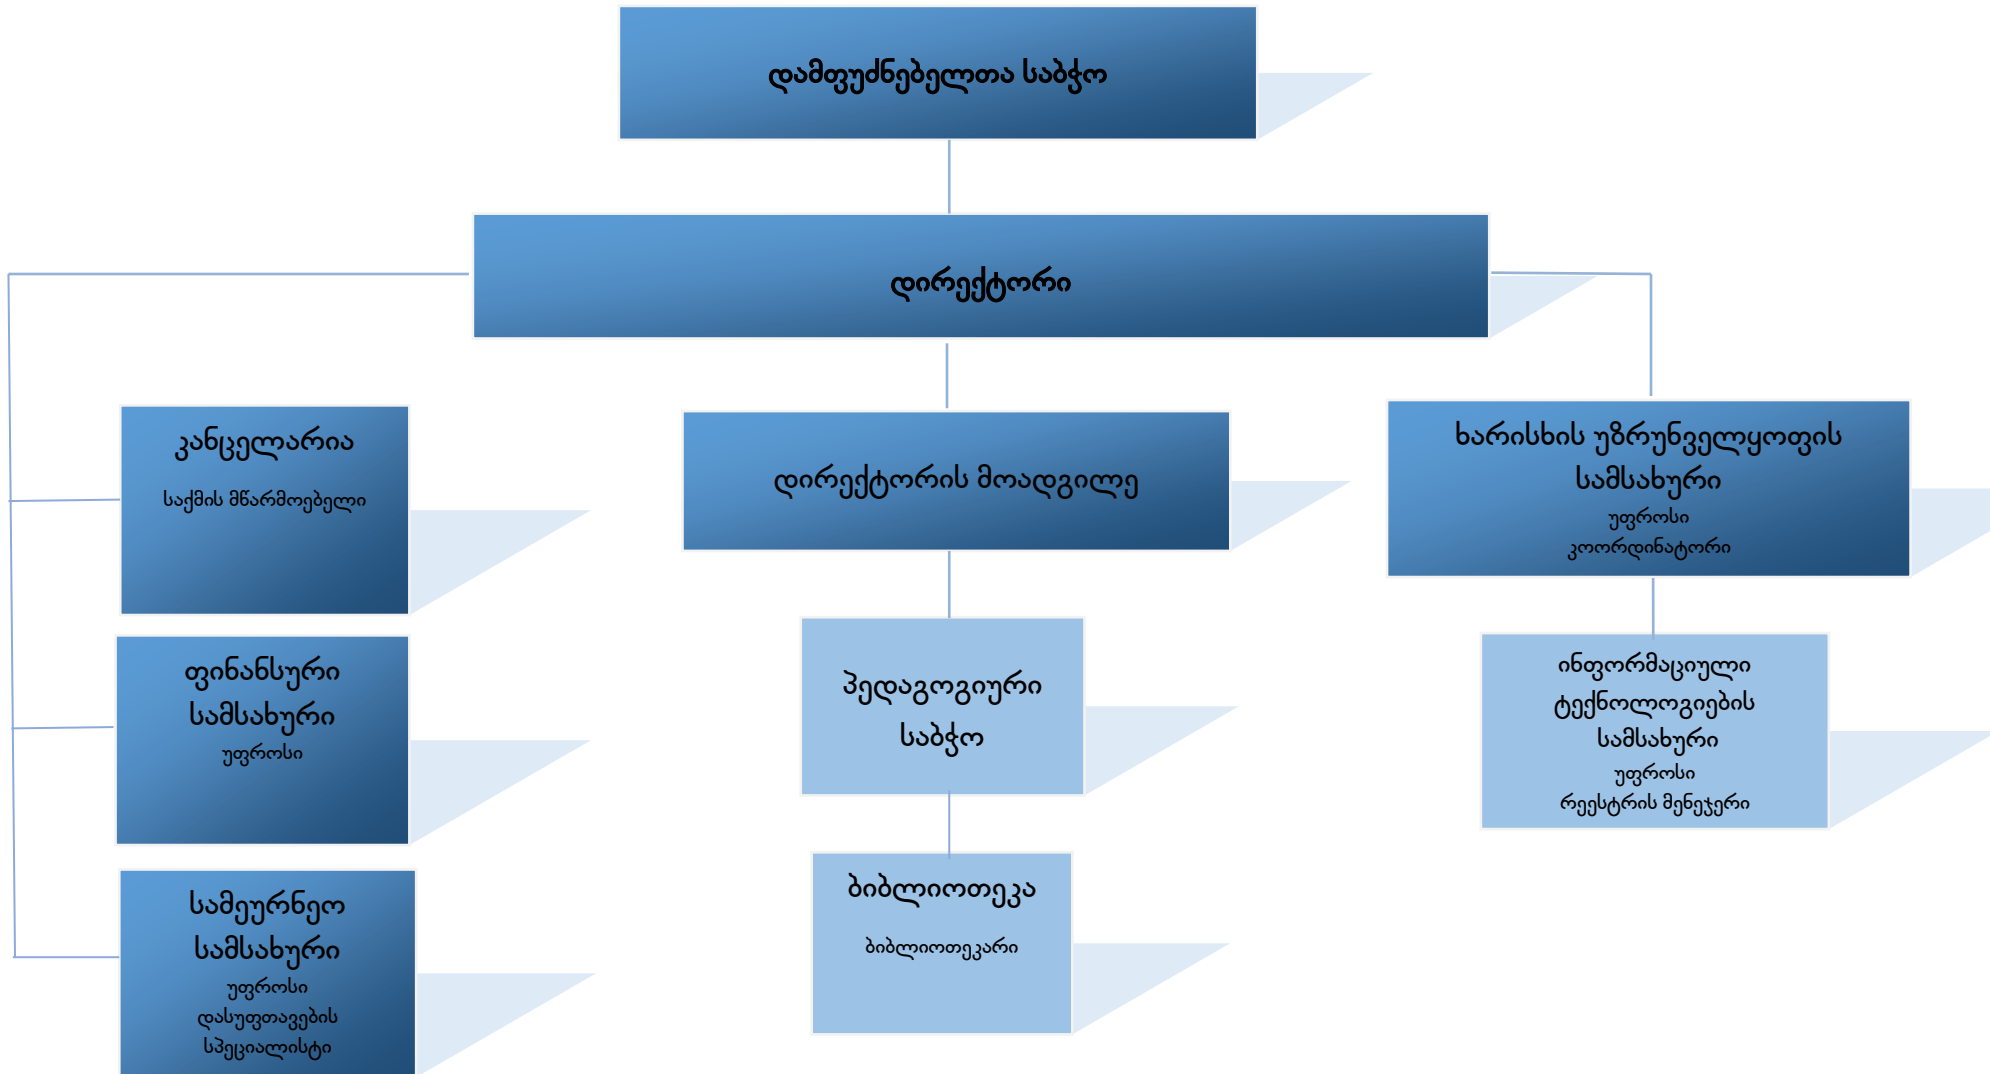 დამფუძნებელთა საბჭო
დირექტორი
კანცელარია
საქმის მწარმოებელი
ფინანსური
სამსახური
უფროსი
სამეურნეო
სამსახური
უფროსი
დასუფთავების
სპეციალისტი
დირექტორის მოადგილე
პედაგოგიური
საბჭო
ბიბლიოთეკა
ბიბლიოთეკარი
ხარისხის უზრუნველყოფის
სამსახური
უფროსი
კოორდინატორი
ინფორმაციული
ტექნოლოგიების
სამსახური
უფროსი
რეესტრის მენეჯერი